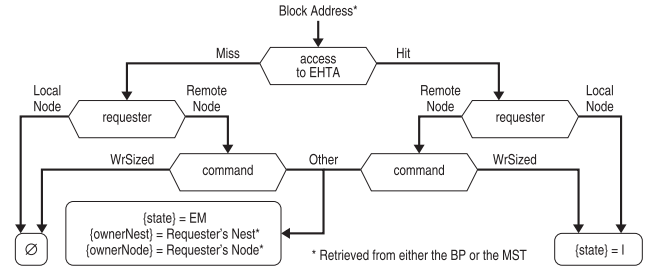 Block Address*
Miss
access
to EHTA
Hit
Local
Node
requester
Remote
Node
Remote
Node
requester
Local
Node
WrSized
command
Other
command
WrSized
∅
{state} = EM
{ownerNest} = Requester's Nest*
{ownerNode} = Requester's Node*
* Retrieved from either the BP or the MST
{state} = I